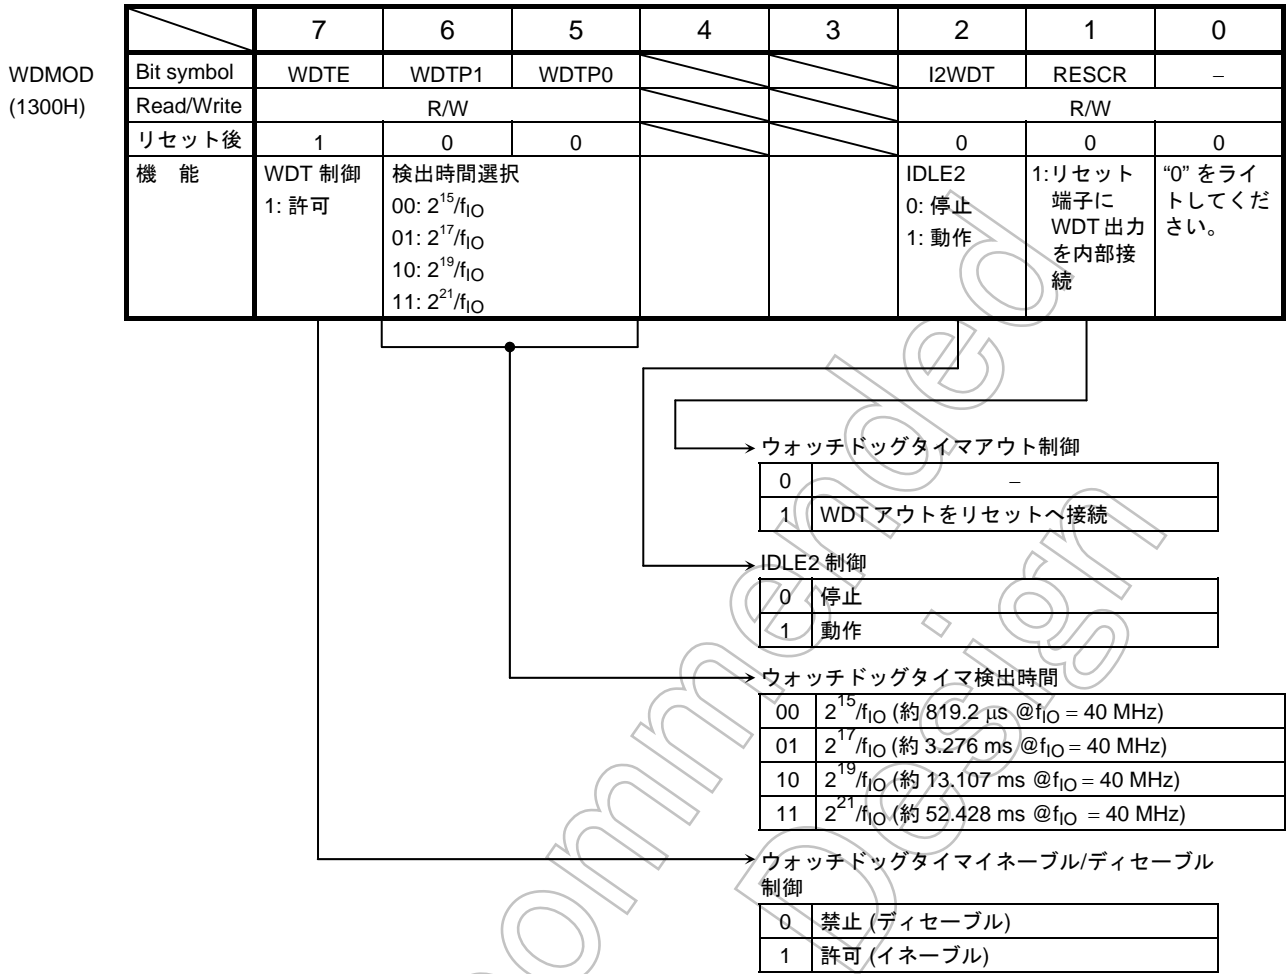 7 6 5 4 3 2 1 0
WDMOD
(1300H)
Bit symbol WDTE WDTP1 WDTP0 I2WDT RESCR –
Read/Write R/W R/W
リセット後 1 0 0 0 0 0
機 能
WDT 制御
1: 許可
検出時間選択
00: 2^15/fIO
01: 2^17/fIO
10: 2^19/fIO
11: 2^21/fIO
IDLE2
0: 停止
1: 動作
1:リセット
端子に
WDT 出力
を内部接
続
“0” をライ
トしてくだ
さい。
ウォッチドッグタイマアウト制御
0 –
1 WDT アウトをリセットへ接続
IDLE2 制御
0 停止
1 動作
ウォッチドッグタイマ検出時間
00 2^15/fIO (約 819.2 μs @fIO = 40 MHz)
01 2^17/fIO (約 3.276 ms @fIO = 40 MHz)
10 2^19/fIO (約 13.107 ms @fIO = 40 MHz)
11 2^21/fIO (約 52.428 ms @fIO = 40 MHz)
ウォッチドッグタイマイネーブル/ディセーブル
制御
0 禁止 (ディセーブル)
1 許可 (イネーブル)
ommended
Design